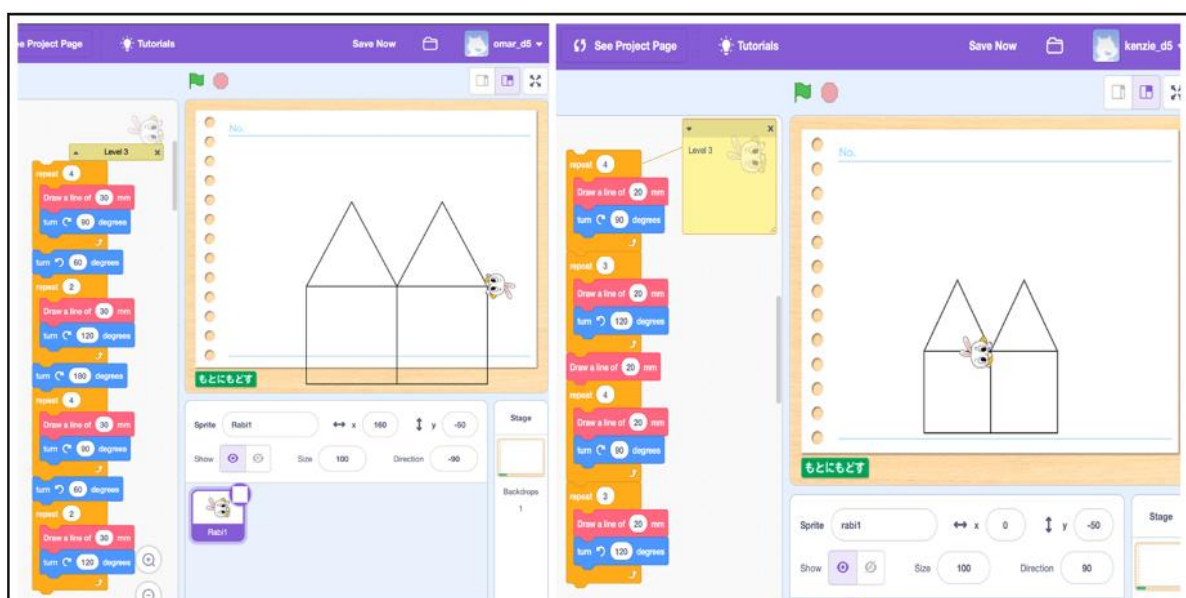 e Project Page
Tutorials
Save Now
omar_d5
Level 3
repeat 4
Draw a line of 30 mm
turn 90 degrees
turn 60 degrees
repeat 2
Draw a line of 30 mm
turn 120 degrees
turn 180 degrees
repeat 4
Draw a line of 30 mm
turn 90 degrees
turn 60 degrees
repeat 2
Draw a line of 30 mm
turn 120 degrees
No.
もとにもどす
Sprite Rabi1 x 160 y -50
Show Size 100 Direction -90
Rabi1
Stage
Backdrops
1
See Project Page
Tutorials
Save Now
kenzie_d5
Level 3
repeat 4
Draw a line of 20 mm
turn 90 degrees
repeat 3
Draw a line of 20 mm
turn 120 degrees
Draw a line of 20 mm
repeat 4
Draw a line of 20 mm
turn 90 degrees
repeat 3
Draw a line of 20 mm
turn 120 degrees
No.
もとにもどす
Sprite rabi1 x 0 y -50
Show Size 100 Direction 90
Stage